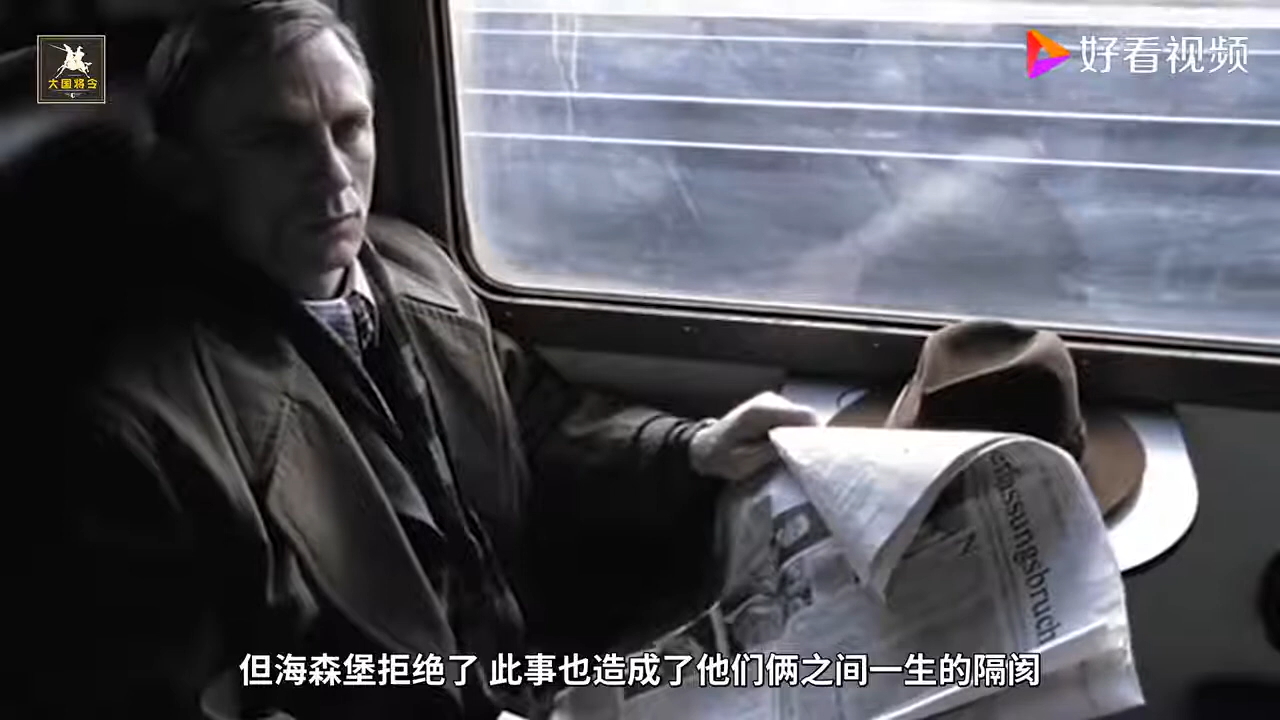 大国将令
好看视频
erfassungsbruch
但海森堡拒绝了 此事也造成了他们俩之间一生的隔阂